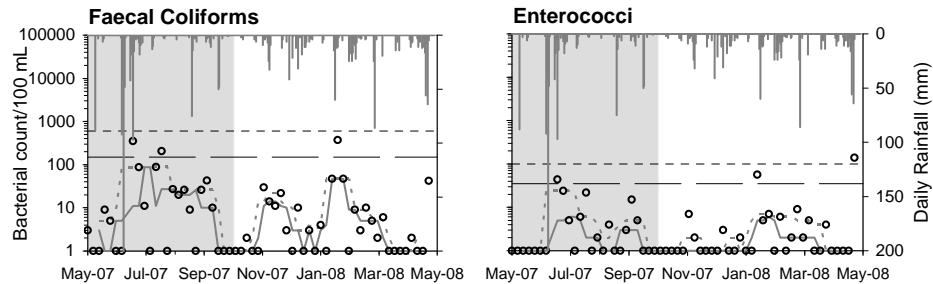 Faecal Coliforms
Enterococci
Bacterial count/100 mL
100000
10000
1000
100
10
1
May-07 Jul-07 Sep-07 Nov-07 Jan-08 Mar-08 May-08
May-07 Jul-07 Sep-07 Nov-07 Jan-08 Mar-08 May-08
0
50
100
150
200
Daily Rainfall (mm)